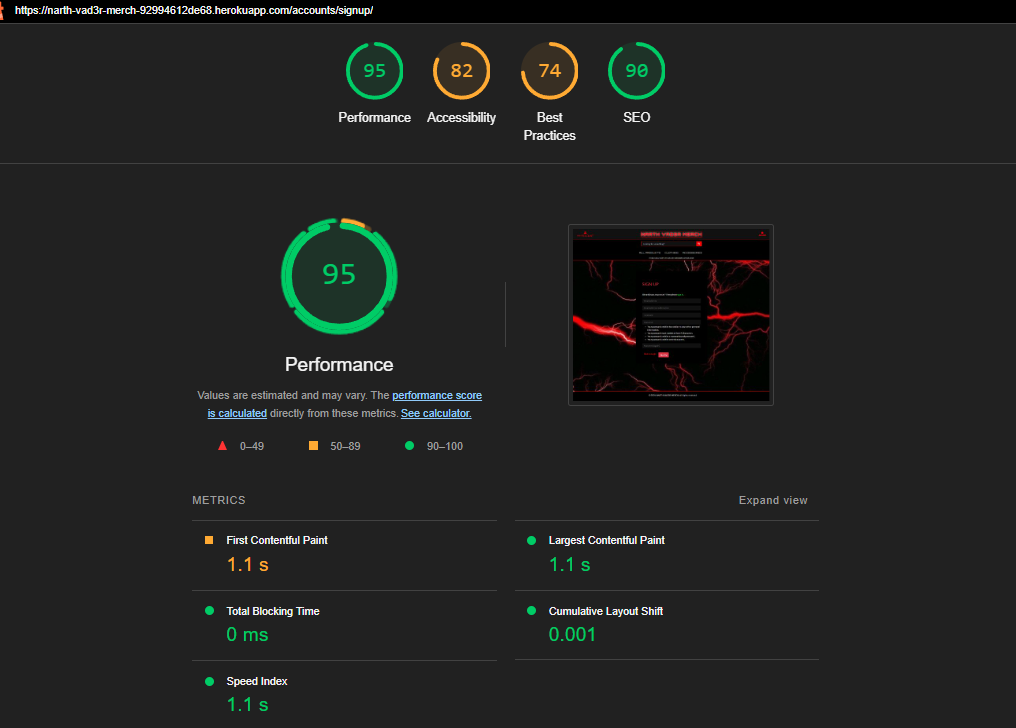 https://narth-vad3r-merch-92994612de68.herokuapp.com/accounts/signup/
95
82
74
90
Performance
Accessibility
Best
Practices
SEO
95
Performance
Values are estimated and may vary. The performance score
is calculated directly from these metrics. See calculator.
0–49
50–89
90–100
NARTH VADER MERCH
SIGN UP
METRICS
Expand view
First Contentful Paint
1.1 s
Largest Contentful Paint
1.1 s
Total Blocking Time
0 ms
Cumulative Layout Shift
0.001
Speed Index
1.1 s